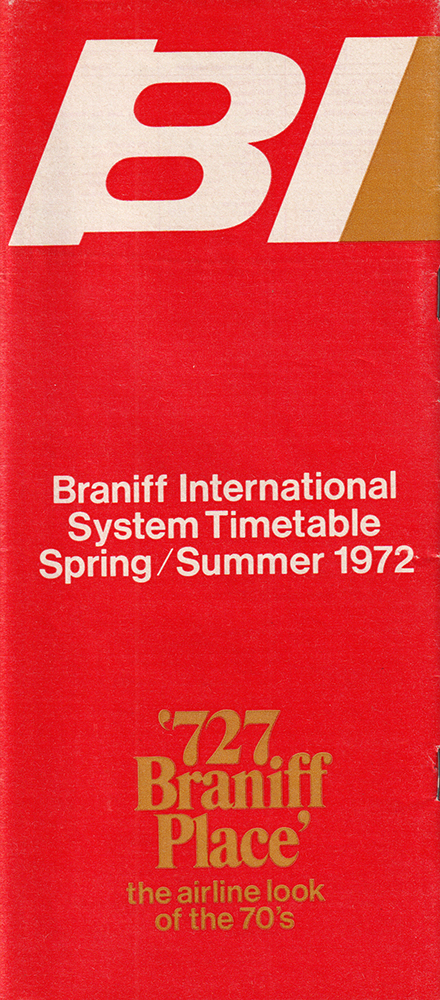 BI
Braniff International
System Timetable
Spring/Summer 1972
‘727
Braniff
Place’
the airline look
of the 70's